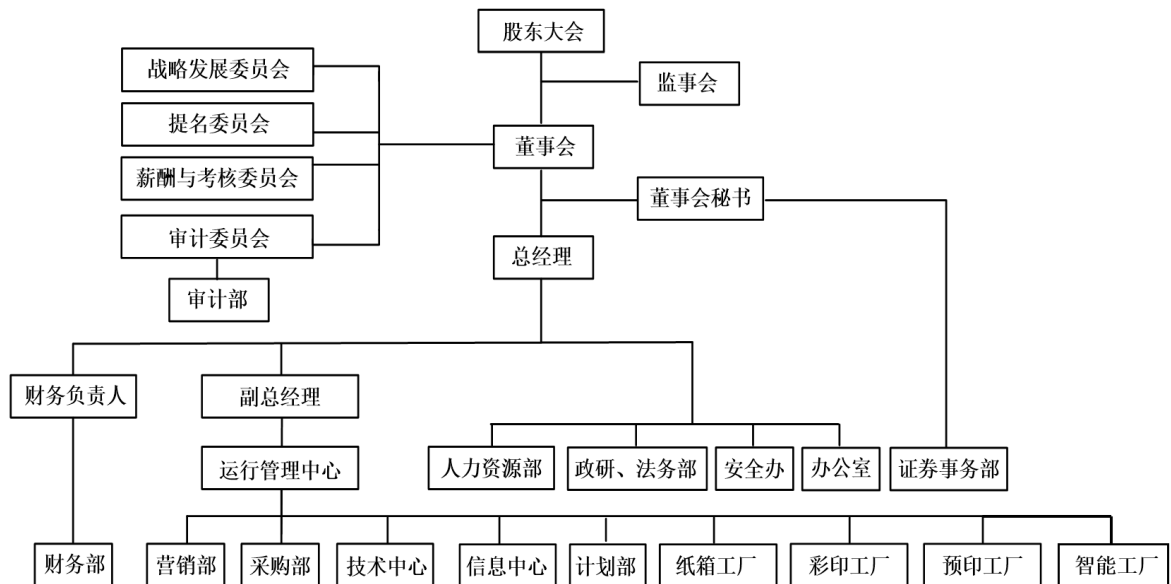 股东大会
战略发展委员会
监事会
提名委员会
董事会
薪酬与考核委员会
董事会秘书
审计委员会
总经理
审计部
财务负责人
副总经理
运行管理中心
人力资源部
政研、法务部
安全办
办公室
证券事务部
财务部
营销部
采购部
技术中心
信息中心
计划部
纸箱工厂
彩印工厂
预印工厂
智能工厂